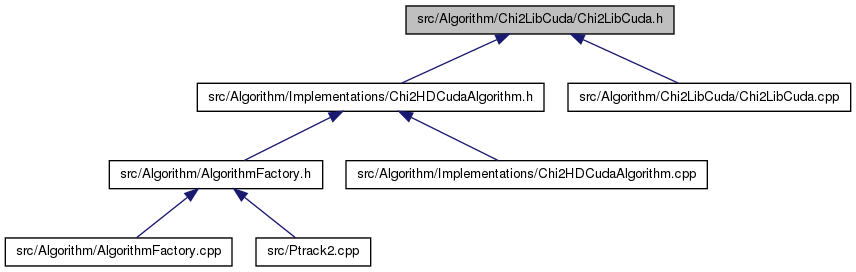 src/Algorithm/Chi2LibCuda/Chi2LibCuda.h
src/Algorithm/Implementations/Chi2HDCudaAlgorithm.h
src/Algorithm/Chi2LibCuda/Chi2LibCuda.cpp
src/Algorithm/AlgorithmFactory.h
src/Algorithm/Implementations/Chi2HDCudaAlgorithm.cpp
src/Algorithm/AlgorithmFactory.cpp
src/Ptrack2.cpp